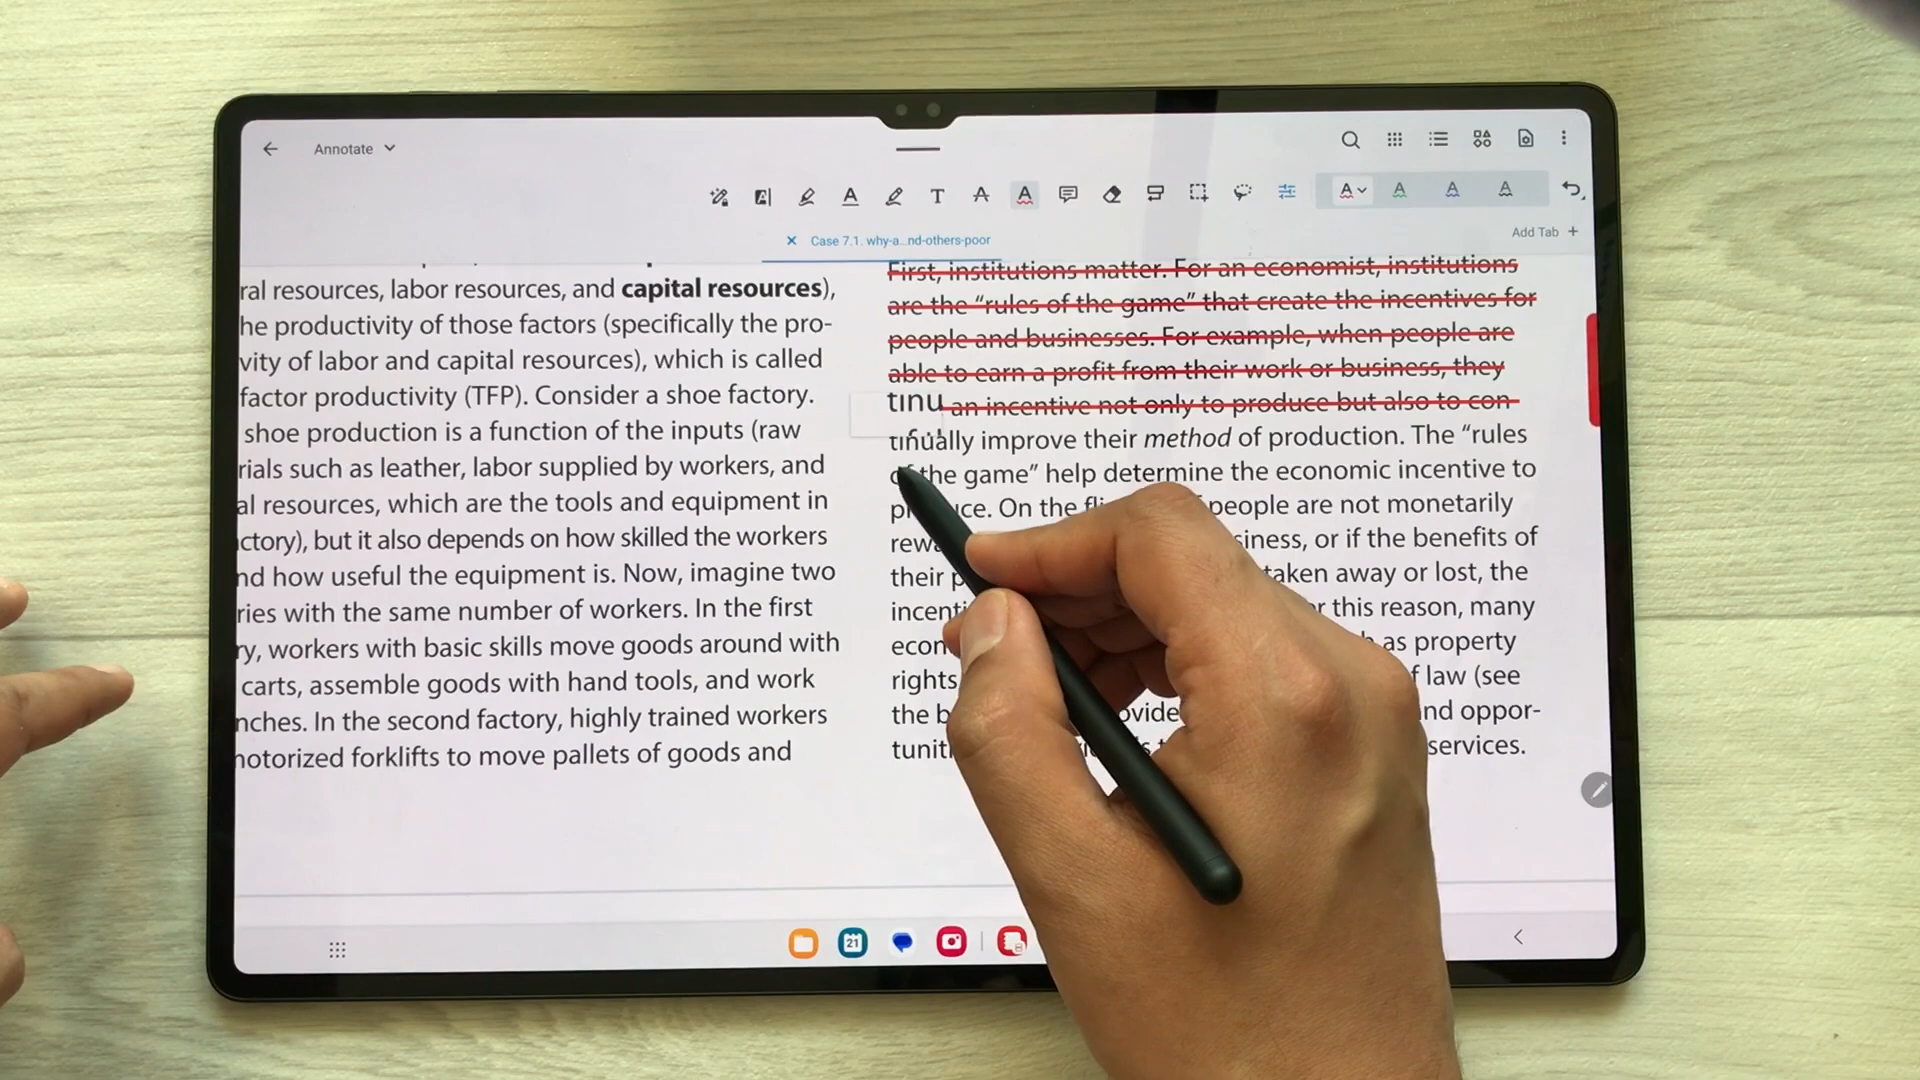 Annotate
T
Case 7.1. why-a...nd-others-poor
Add Tab +
ral resources, labor resources, and capital resources),
he productivity of those factors (specifically the pro-
vity of labor and capital resources), which is called
factor productivity (TFP). Consider a shoe factory.
shoe production is a function of the inputs (raw
rials such as leather, labor supplied by workers, and
al resources, which are the tools and equipment in
ctory), but it also depends on how skilled the workers
nd how useful the equipment is. Now, imagine two
ries with the same number of workers. In the first
ry, workers with basic skills move goods around with
carts, assemble goods with hand tools, and work
nches. In the second factory, highly trained workers
notorized forklifts to move pallets of goods and
First, institutions matter. For an economist, institutions
are the “rules of the game” that create the incentives for
people and businesses. For example, when people are
able to earn a profit from their work or business, they
tinu an incentive not only to produce but also to con-
tinually improve their method of production. The “rules
the game” help determine the economic incentive to
On the people are not monetarily
or if the benefits of
their taken away or lost, the
this reason, many
as property
rights law (see
the oppor-
services.
21